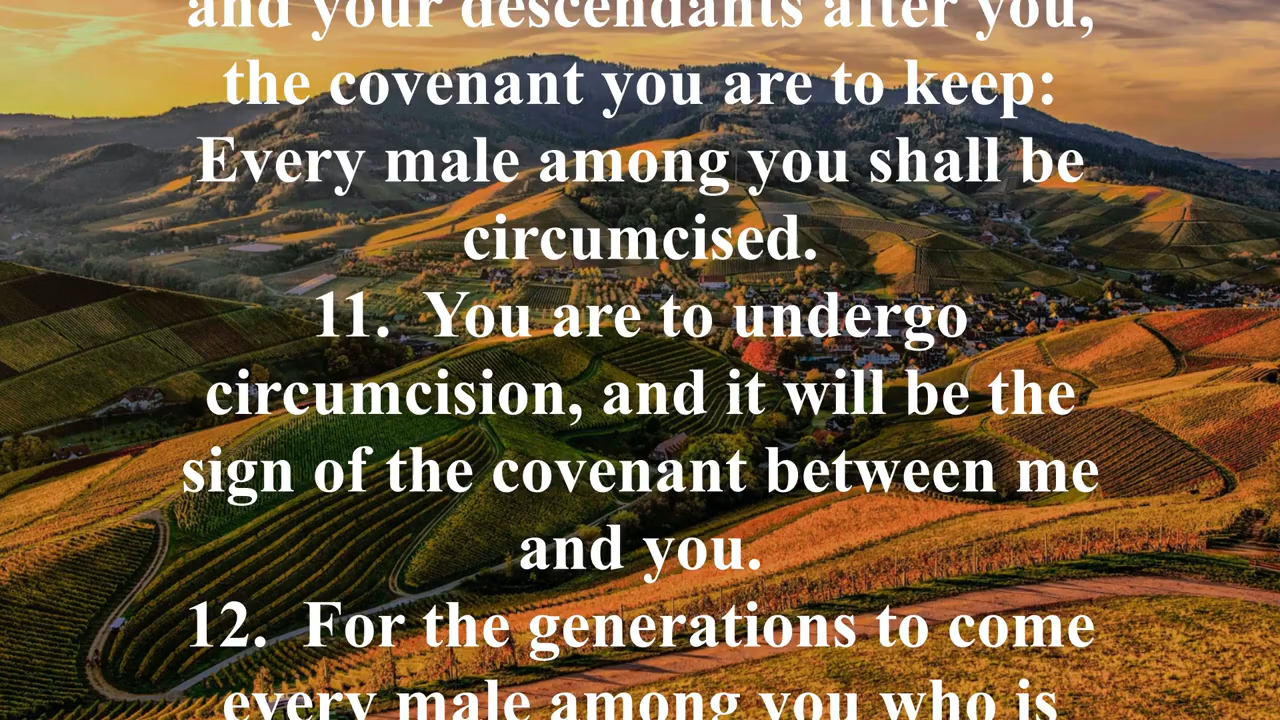 and your descendants after you,
the covenant you are to keep:
Every male among you shall be
circumcised.
11.  You are to undergo
circumcision, and it will be the
sign of the covenant between me
and you.
12.  For the generations to come
every male among you who is